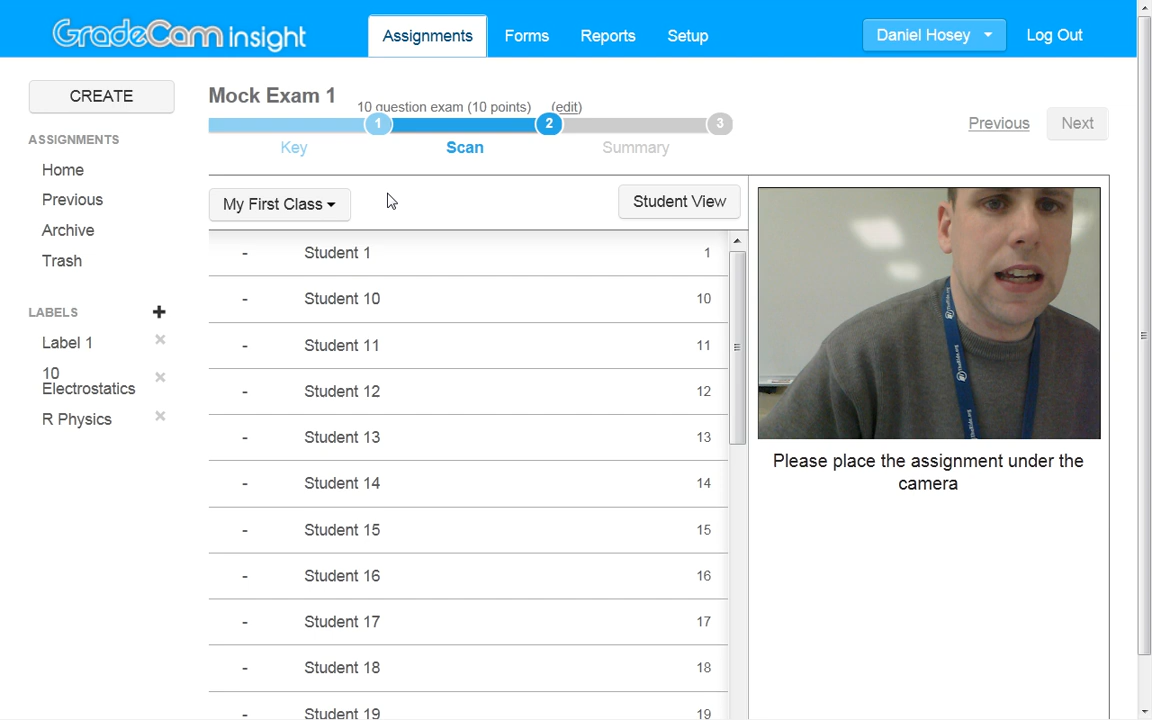 GradeCam insight
Assignments
Forms
Reports
Setup
Daniel Hosey
Log Out
CREATE
ASSIGNMENTS
Home
Previous
Archive
Trash
LABELS
Label 1
10
Electrostatics
R Physics
Mock Exam 1
10 question exam (10 points) (edit)
1
2
3
Key
Scan
Summary
Previous
Next
My First Class
Student View
- Student 1 1
- Student 10 10
- Student 11 11
- Student 12 12
- Student 13 13
- Student 14 14
- Student 15 15
- Student 16 16
- Student 17 17
- Student 18 18
- Student 19 19
Please place the assignment under the
camera